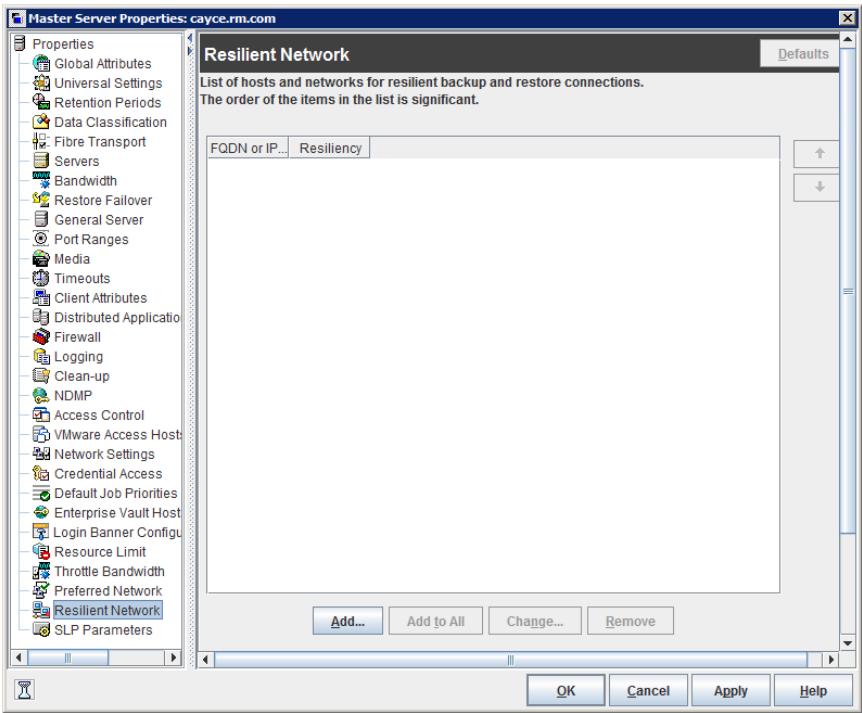 Master Server Properties: cayce.rm.com
Properties
Global Attributes
Universal Settings
Retention Periods
Data Classification
Fibre Transport
Servers
Bandwidth
Restore Failover
General Server
Port Ranges
Media
Timeouts
Client Attributes
Distributed Applicatio
Firewall
Logging
Clean-up
NDMP
Access Control
VMware Access Hosts
Network Settings
Credential Access
Default Job Priorities
Enterprise Vault Host
Login Banner Configu
Resource Limit
Throttle Bandwidth
Preferred Network
Resilient Network
SLP Parameters
Resilient Network
Defaults
List of hosts and networks for resilient backup and restore connections.
The order of the items in the list is significant.
FQDN or IP... Resiliency
Add... Add to All Change... Remove
OK Cancel Apply Help